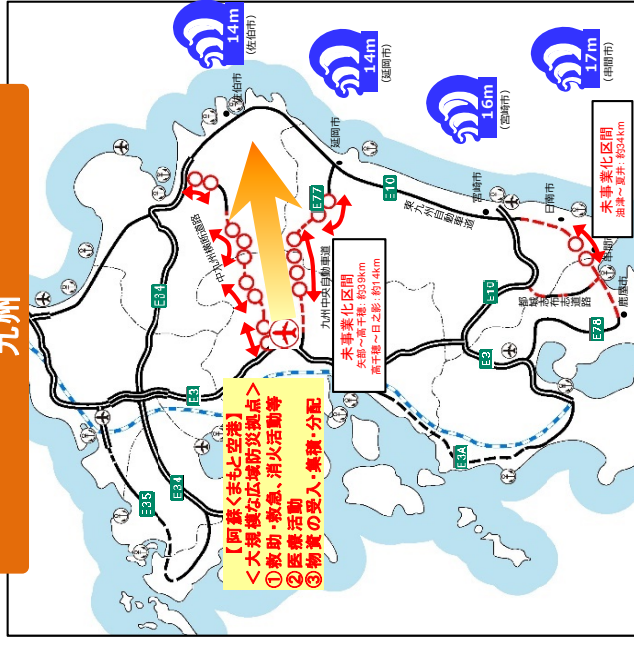 九州
14m
(佐伯市)
14m
(延岡市)
16m
(宮崎市)
17m
(串間市)
佐伯市
延岡市
宮崎市
日南市
串間市
鹿屋市
中九州横断道路
九州中央自動車道
東九州自動車道
都城志布志道路
E34
E77
E10
E10
E3
E3
E34
E35
E3A
E78
未事業化区間
矢部～高千穂:約39km
高千穂～日之影:約14km
未事業化区間
油津～夏井:約34km
【阿蘇くまもと空港】
＜大規模な広域防災拠点＞
①救助・救急、消火活動等
②医療活動
③物資の受入・集積・分配